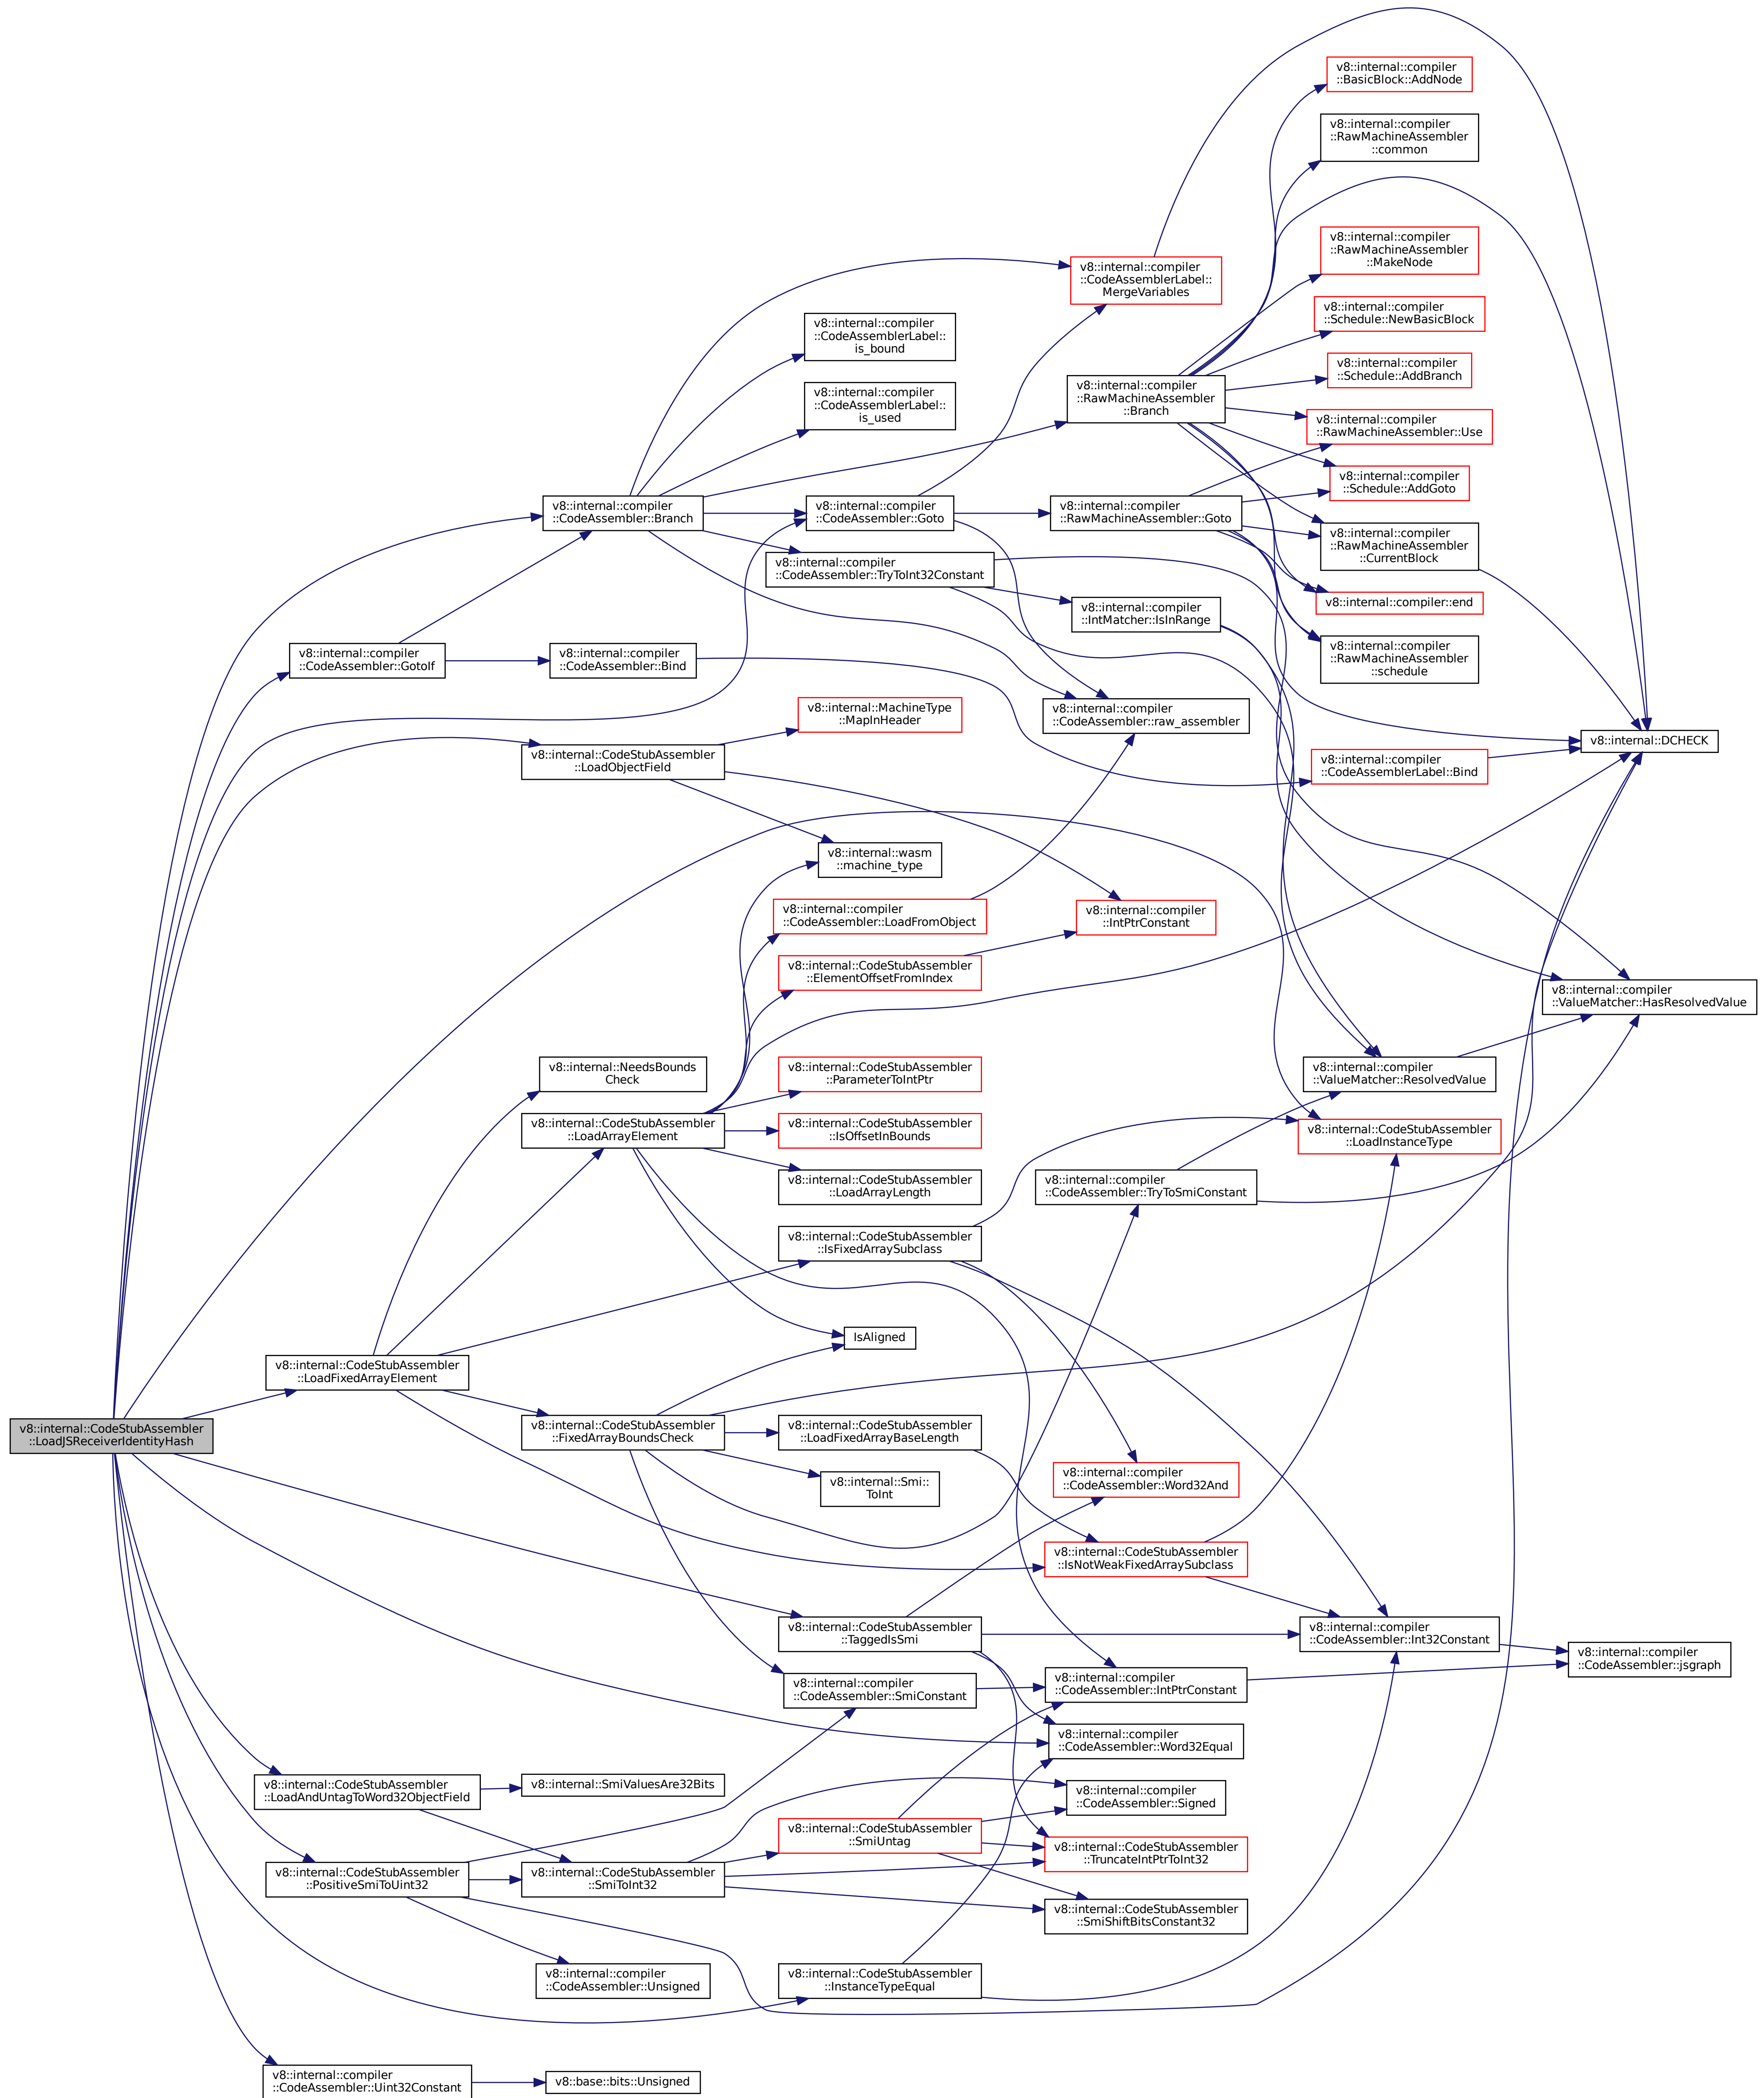 v8::internal::compiler
::BasicBlock::AddNode
v8::internal::compiler
::RawMachineAssembler
::common
v8::internal::compiler
::RawMachineAssembler
::MakeNode
v8::internal::compiler
::CodeAssemblerLabel::
MergeVariables
v8::internal::compiler
::Schedule::NewBasicBlock
v8::internal::compiler
::CodeAssemblerLabel::
is_bound
v8::internal::compiler
::Schedule::AddBranch
v8::internal::compiler
::RawMachineAssembler
::Branch
v8::internal::compiler
::CodeAssemblerLabel::
is_used
v8::internal::compiler
::RawMachineAssembler::Use
v8::internal::compiler
::Schedule::AddGoto
v8::internal::compiler
::CodeAssembler::Branch
v8::internal::compiler
::CodeAssembler::Goto
v8::internal::compiler
::RawMachineAssembler::Goto
v8::internal::compiler
::RawMachineAssembler
::CurrentBlock
v8::internal::compiler
::CodeAssembler::TryToInt32Constant
v8::internal::compiler
::IntMatcher::IsInRange
v8::internal::compiler::end
v8::internal::compiler
::RawMachineAssembler
::schedule
v8::internal::compiler
::CodeAssembler::GotoIf
v8::internal::compiler
::CodeAssembler::Bind
v8::internal::MachineType
::MapInHeader
v8::internal::compiler
::CodeAssembler::raw_assembler
v8::internal::DCHECK
v8::internal::CodeStubAssembler
::LoadObjectField
v8::internal::compiler
::CodeAssemblerLabel::Bind
v8::internal::wasm
::machine_type
v8::internal::compiler
::CodeAssembler::LoadFromObject
v8::internal::compiler
::IntPtrConstant
v8::internal::CodeStubAssembler
::ElementOffsetFromIndex
v8::internal::compiler
::ValueMatcher::HasResolvedValue
v8::internal::NeedsBounds
Check
v8::internal::CodeStubAssembler
::ParameterToIntPtr
v8::internal::compiler
::ValueMatcher::ResolvedValue
v8::internal::CodeStubAssembler
::LoadArrayElement
v8::internal::CodeStubAssembler
::IsOffsetInBounds
v8::internal::CodeStubAssembler
::LoadInstanceType
v8::internal::CodeStubAssembler
::LoadArrayLength
v8::internal::compiler
::CodeAssembler::TryToSmiConstant
v8::internal::CodeStubAssembler
::IsFixedArraySubclass
IsAligned
v8::internal::CodeStubAssembler
::LoadFixedArrayElement
v8::internal::CodeStubAssembler
::LoadJSReceiverIdentityHash
v8::internal::CodeStubAssembler
::FixedArrayBoundsCheck
v8::internal::CodeStubAssembler
::LoadFixedArrayBaseLength
v8::internal::Smi::
ToInt
v8::internal::compiler
::CodeAssembler::Word32And
v8::internal::CodeStubAssembler
::IsNotWeakFixedArraySubclass
v8::internal::CodeStubAssembler
::TaggedIsSmi
v8::internal::compiler
::CodeAssembler::Int32Constant
v8::internal::compiler
::CodeAssembler::jsgraph
v8::internal::compiler
::CodeAssembler::SmiConstant
v8::internal::compiler
::CodeAssembler::IntPtrConstant
v8::internal::compiler
::CodeAssembler::Word32Equal
v8::internal::CodeStubAssembler
::LoadAndUntagToWord32ObjectField
v8::internal::SmiValuesAre32Bits
v8::internal::compiler
::CodeAssembler::Signed
v8::internal::CodeStubAssembler
::SmiUntag
v8::internal::CodeStubAssembler
::TruncateIntPtrToInt32
v8::internal::CodeStubAssembler
::PositiveSmiToUint32
v8::internal::CodeStubAssembler
::SmiToInt32
v8::internal::CodeStubAssembler
::SmiShiftBitsConstant32
v8::internal::compiler
::CodeAssembler::Unsigned
v8::internal::CodeStubAssembler
::InstanceTypeEqual
v8::internal::compiler
::CodeAssembler::Uint32Constant
v8::base::bits::Unsigned